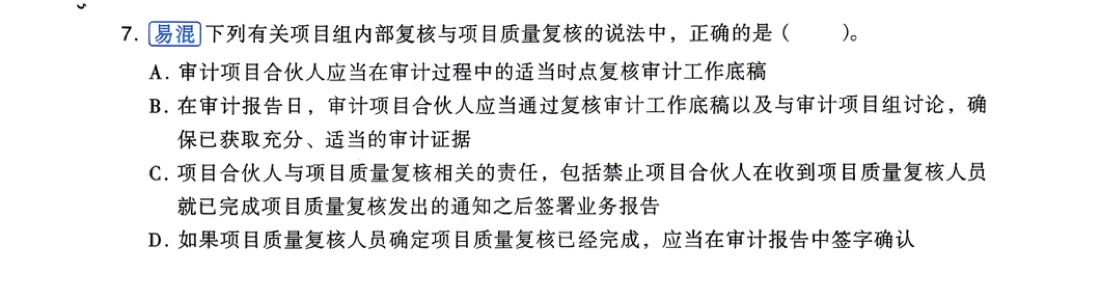 7. 易混 下列有关项目组内部复核与项目质量复核的说法中，正确的是（　　）。
A. 审计项目合伙人应当在审计过程中的适当时点复核审计工作底稿
B. 在审计报告日，审计项目合伙人应当通过复核审计工作底稿以及与审计项目组讨论，确
保已获取充分、适当的审计证据
C. 项目合伙人与项目质量复核相关的责任，包括禁止项目合伙人在收到项目质量复核人员
就已完成项目质量复核发出的通知之后签署业务报告
D. 如果项目质量复核人员确定项目质量复核已经完成，应当在审计报告中签字确认